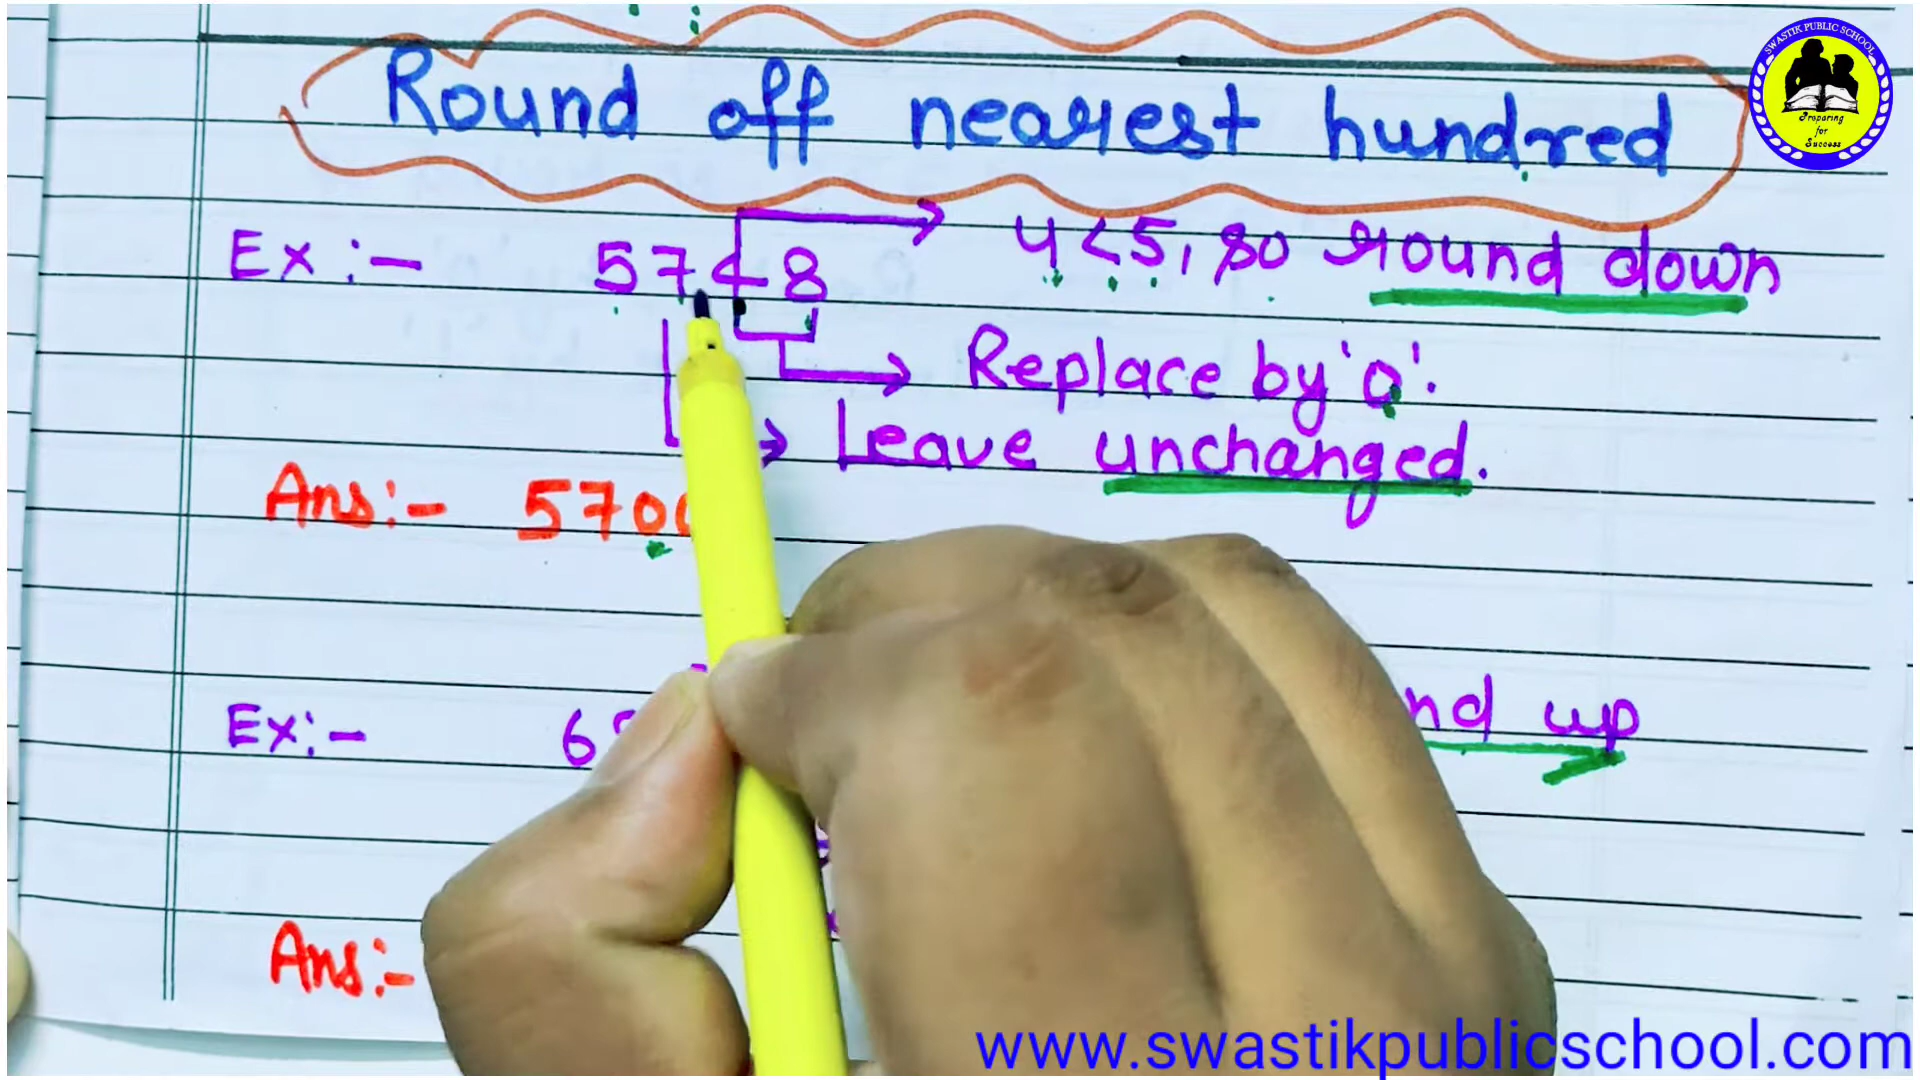 SWASTIK PUBLIC SCHOOL
Preparing
for
Success
Round off nearest hundred
Ex :- 5748 4<5, so round down
Replace by '0'.
Leave unchanged.
Ans:- 570
Ex:- 6 up
Ans:-
www.swastikpublicschool.com